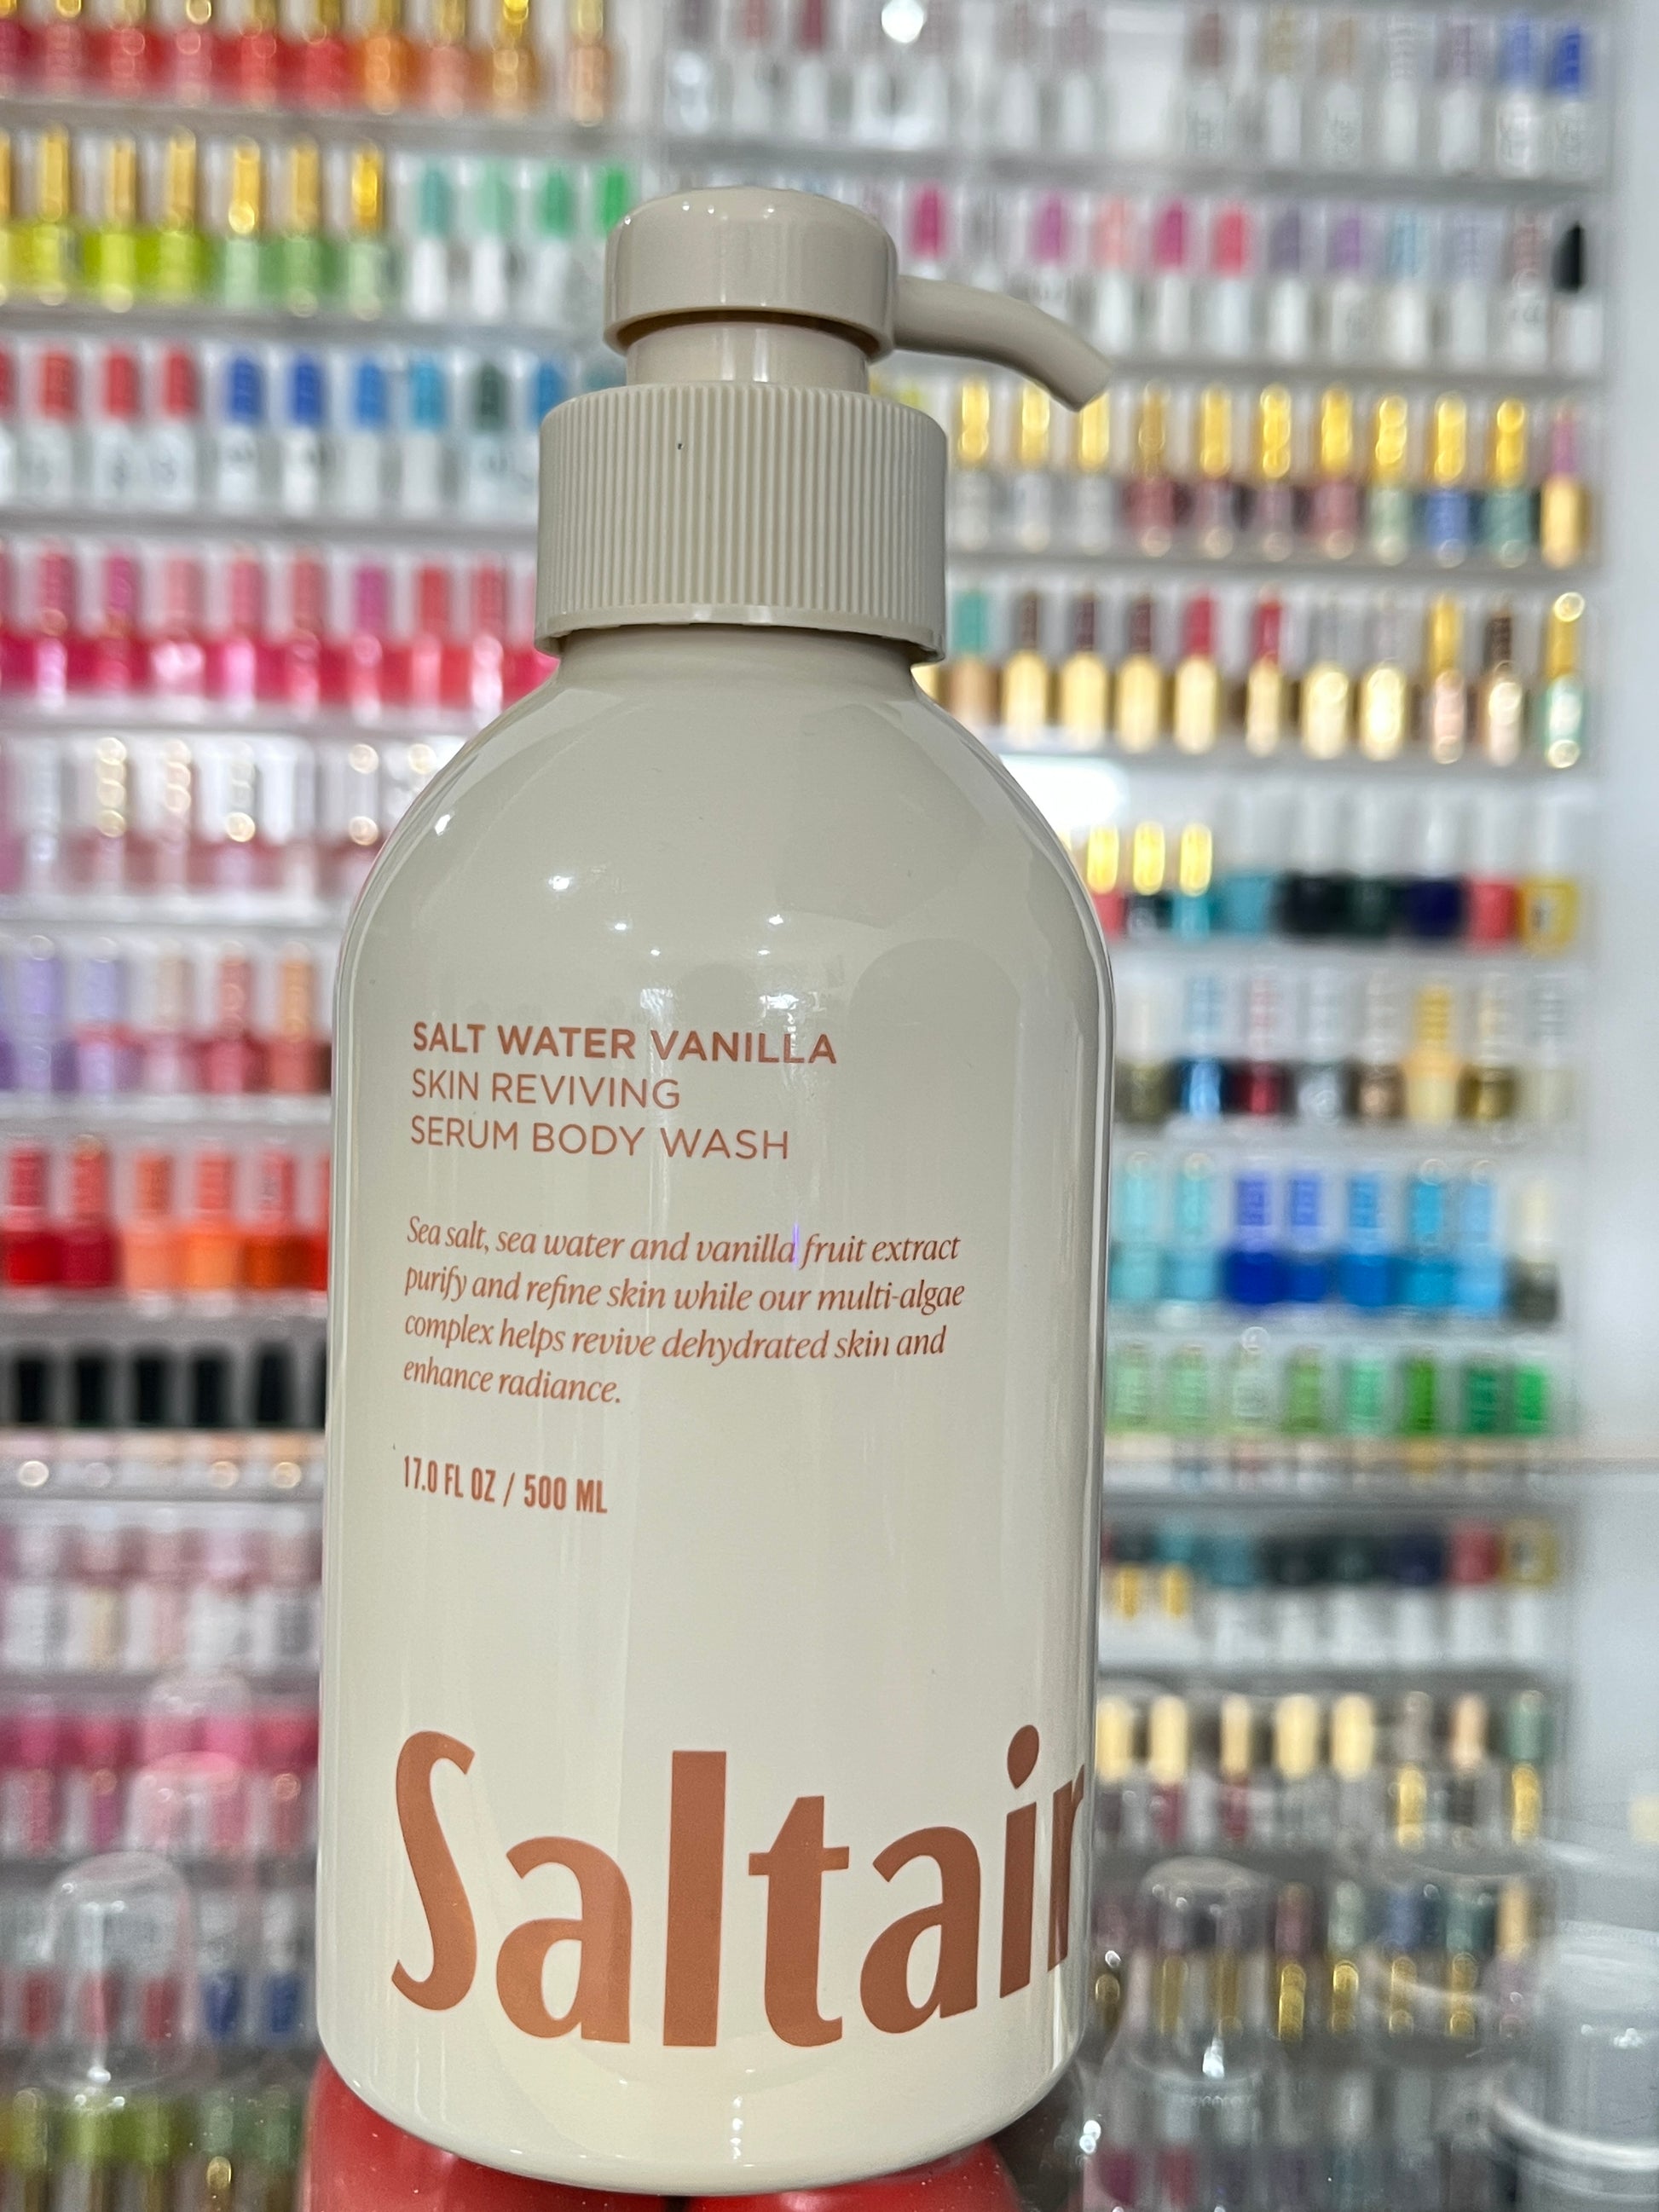 SALT WATER VANILLA
SKIN REVIVING
SERUM BODY WASH
Sea salt, sea water and vanilla fruit extract
purify and refine skin while our multi-algae
complex helps revive dehydrated skin and
enhance radiance.
17.0 FL OZ / 500 ML
Saltair